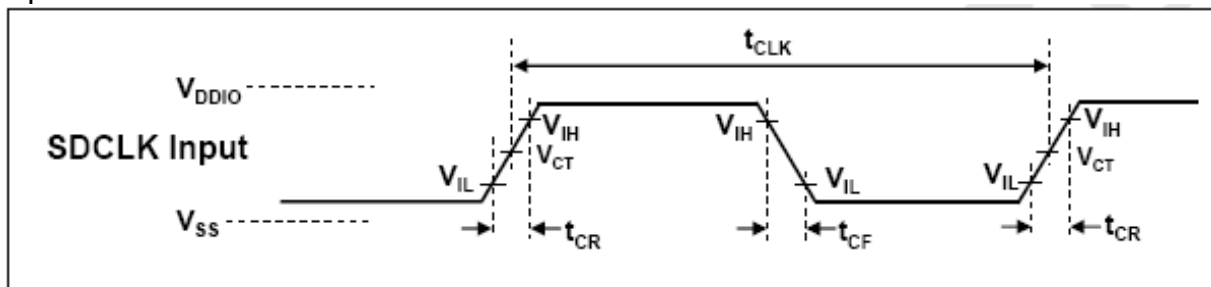 tCLK
VDDIO
SDCLK Input
VIH
VIH
VIH
VCT
VCT
VIL
VIL
VIL
VSS
tCR
tCF
tCR